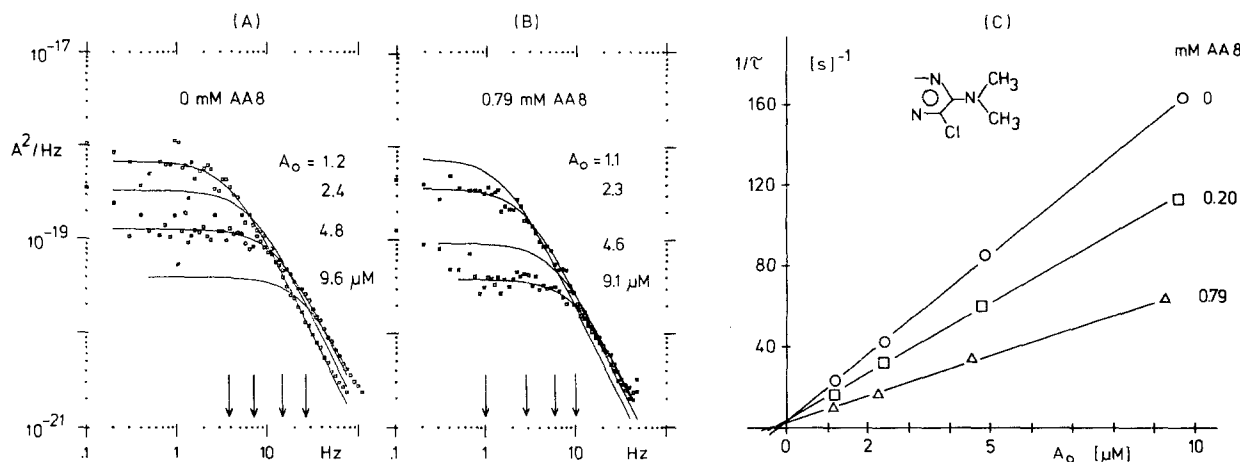 (A)
10⁻¹⁷
A²/Hz
10⁻¹⁹
10⁻²¹
0 mM AA8
A₀ = 1.2
2.4
4.8
9.6 µM
.1
1
10
Hz
(B)
0.79 mM AA8
A₀ = 1.1
2.3
4.6
9.1 µM
.1
1
10
Hz
(C)
1/τ [s]⁻¹
mM AA8
160
120
80
40
N
N
N
CH₃
CH₃
Cl
0
0.20
0.79
0
2
5
8
10
A₀ [µM]